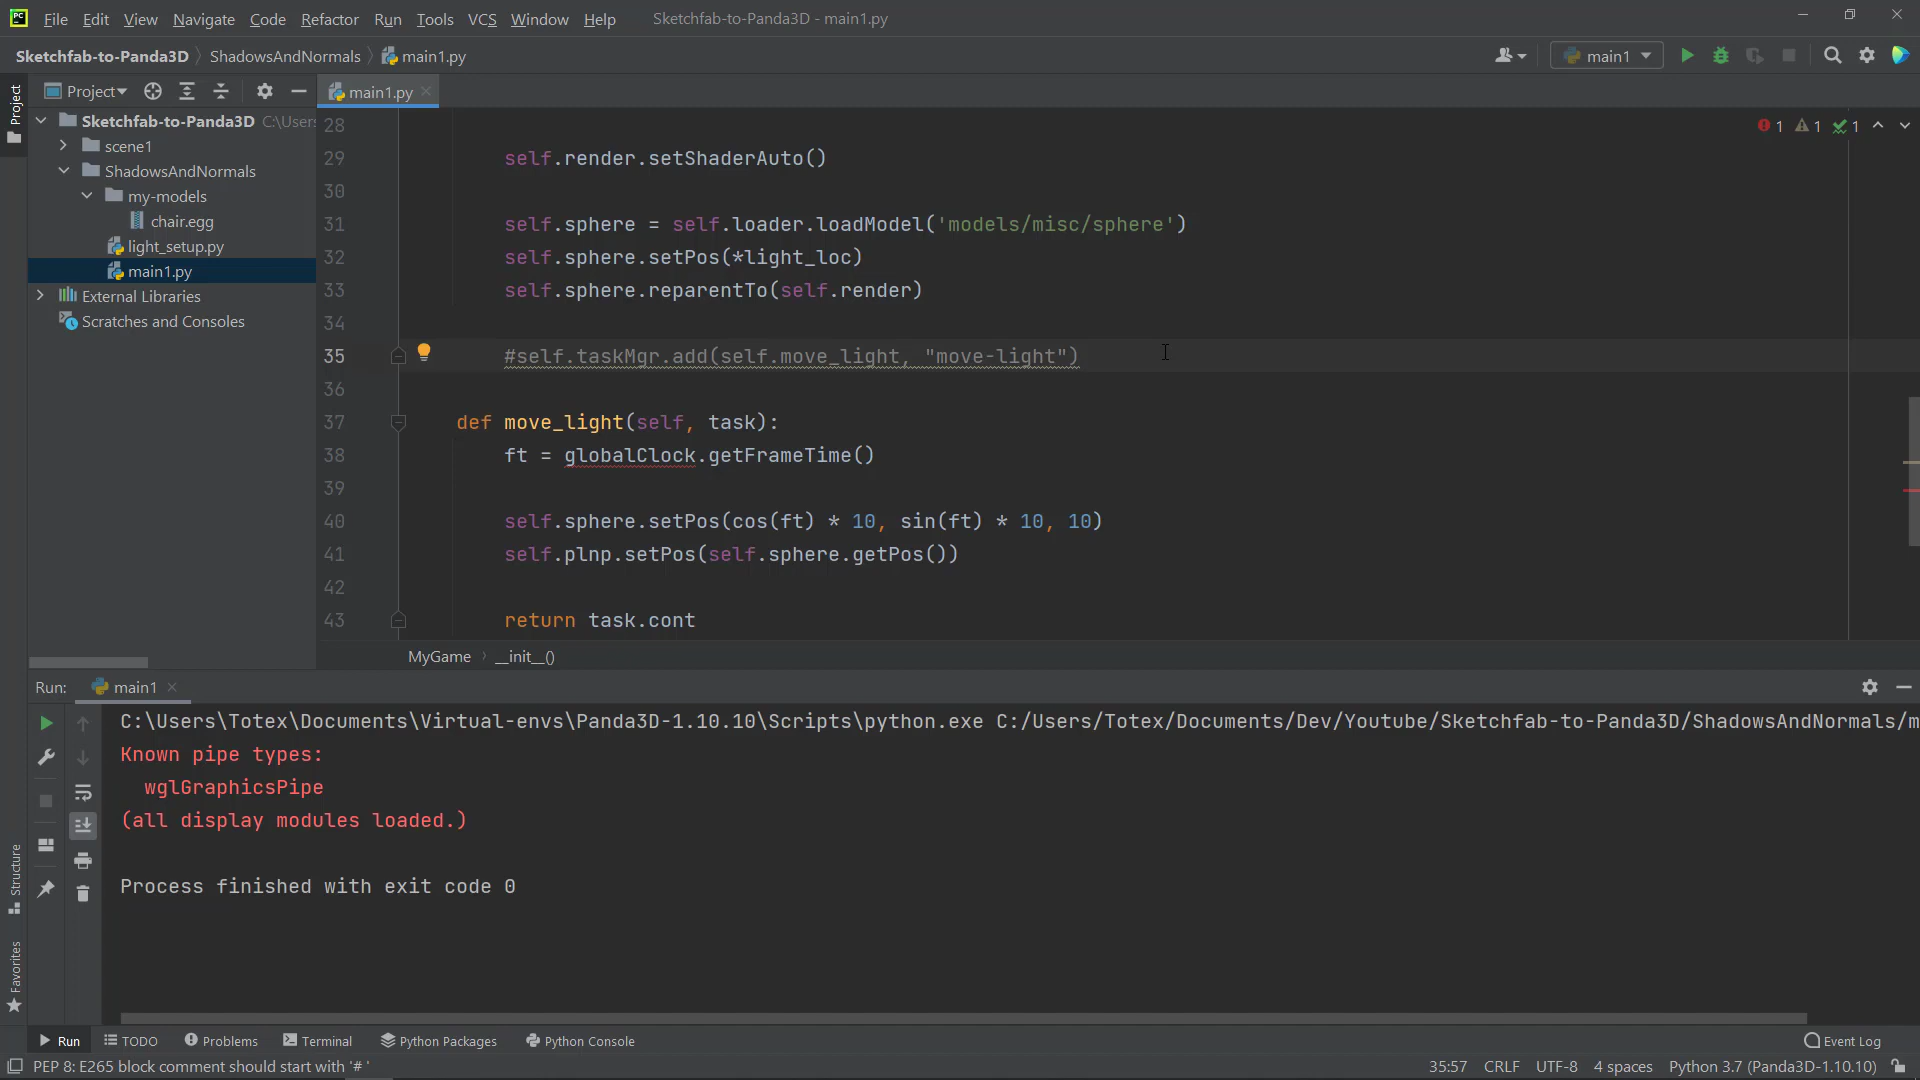 PC File Edit View Navigate Code Refactor Run Tools VCS Window Help Sketchfab-to-Panda3D - main1.py
Sketchfab-to-Panda3D ShadowsAndNormals main1.py main1
Project
Project
main1.py
Sketchfab-to-Panda3D C:\Users
scene1
ShadowsAndNormals
my-models
chair.egg
light_setup.py
main1.py
External Libraries
Scratches and Consoles
1 1 1
28
29 self.render.setShaderAuto()
30
31 self.sphere = self.loader.loadModel('models/misc/sphere')
32 self.sphere.setPos(*light_loc)
33 self.sphere.reparentTo(self.render)
34
35 #self.taskMgr.add(self.move_light, "move-light")
36
37 def move_light(self, task):
38 ft = globalClock.getFrameTime()
39
40 self.sphere.setPos(cos(ft) * 10, sin(ft) * 10, 10)
41 self.plnp.setPos(self.sphere.getPos())
42
43 return task.cont
MyGame __init__()
Run: main1
C:\Users\Totex\Documents\Virtual-envs\Panda3D-1.10.10\Scripts\python.exe C:/Users/Totex/Documents/Dev/Youtube/Sketchfab-to-Panda3D/ShadowsAndNormals/m
Known pipe types:
wglGraphicsPipe
(all display modules loaded.)
Process finished with exit code 0
Structure
Favorites
Run TODO Problems Terminal Python Packages Python Console Event Log
PEP 8: E265 block comment should start with '# ' 35:57 CRLF UTF-8 4 spaces Python 3.7 (Panda3D-1.10.10)